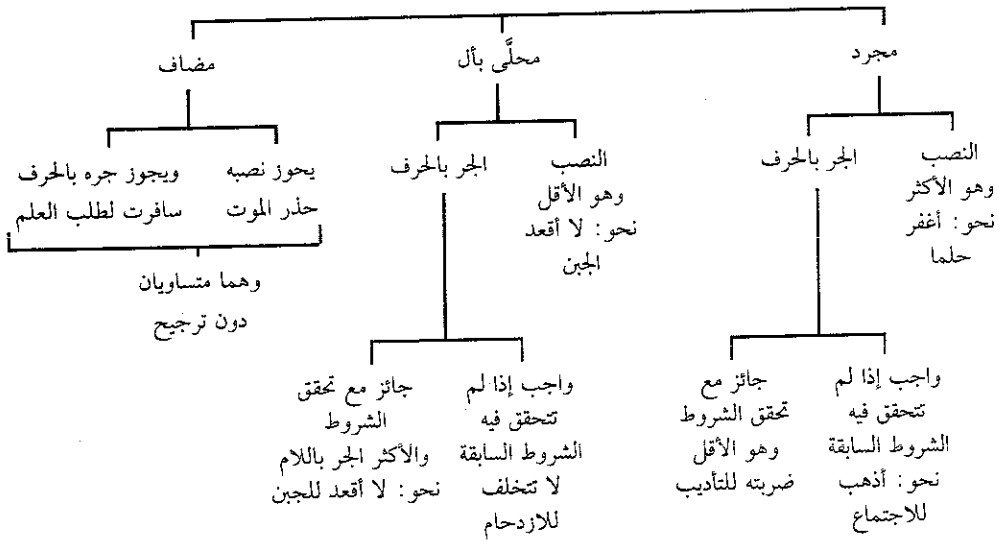 مجرد
محلَّى بأل
مضاف
النصب
وهو الأكثر
نحو: أغفر
حلما
الجر بالحرف
النصب
وهو الأقل
نحو: لا أقعد
الجبن
الجر بالحرف
يحوز نصبه
حذر الموت
ويجوز جره بالحرف
سافرت لطلب العلم
وهما متساويان
دون ترجيح
واجب إذا لم
تتحقق فيه
الشروط السابقة
نحو: أذهب
للاجتماع
جائز مع
تحقق الشروط
وهو الأقل
ضربته للتأديب
واجب إذا لم
تتحقق فيه
الشروط السابقة
لا تتخلف
للازدحام
جائز مع تحقق
الشروط
والأكثر الجر باللام
نحو: لا أقعد للجبن